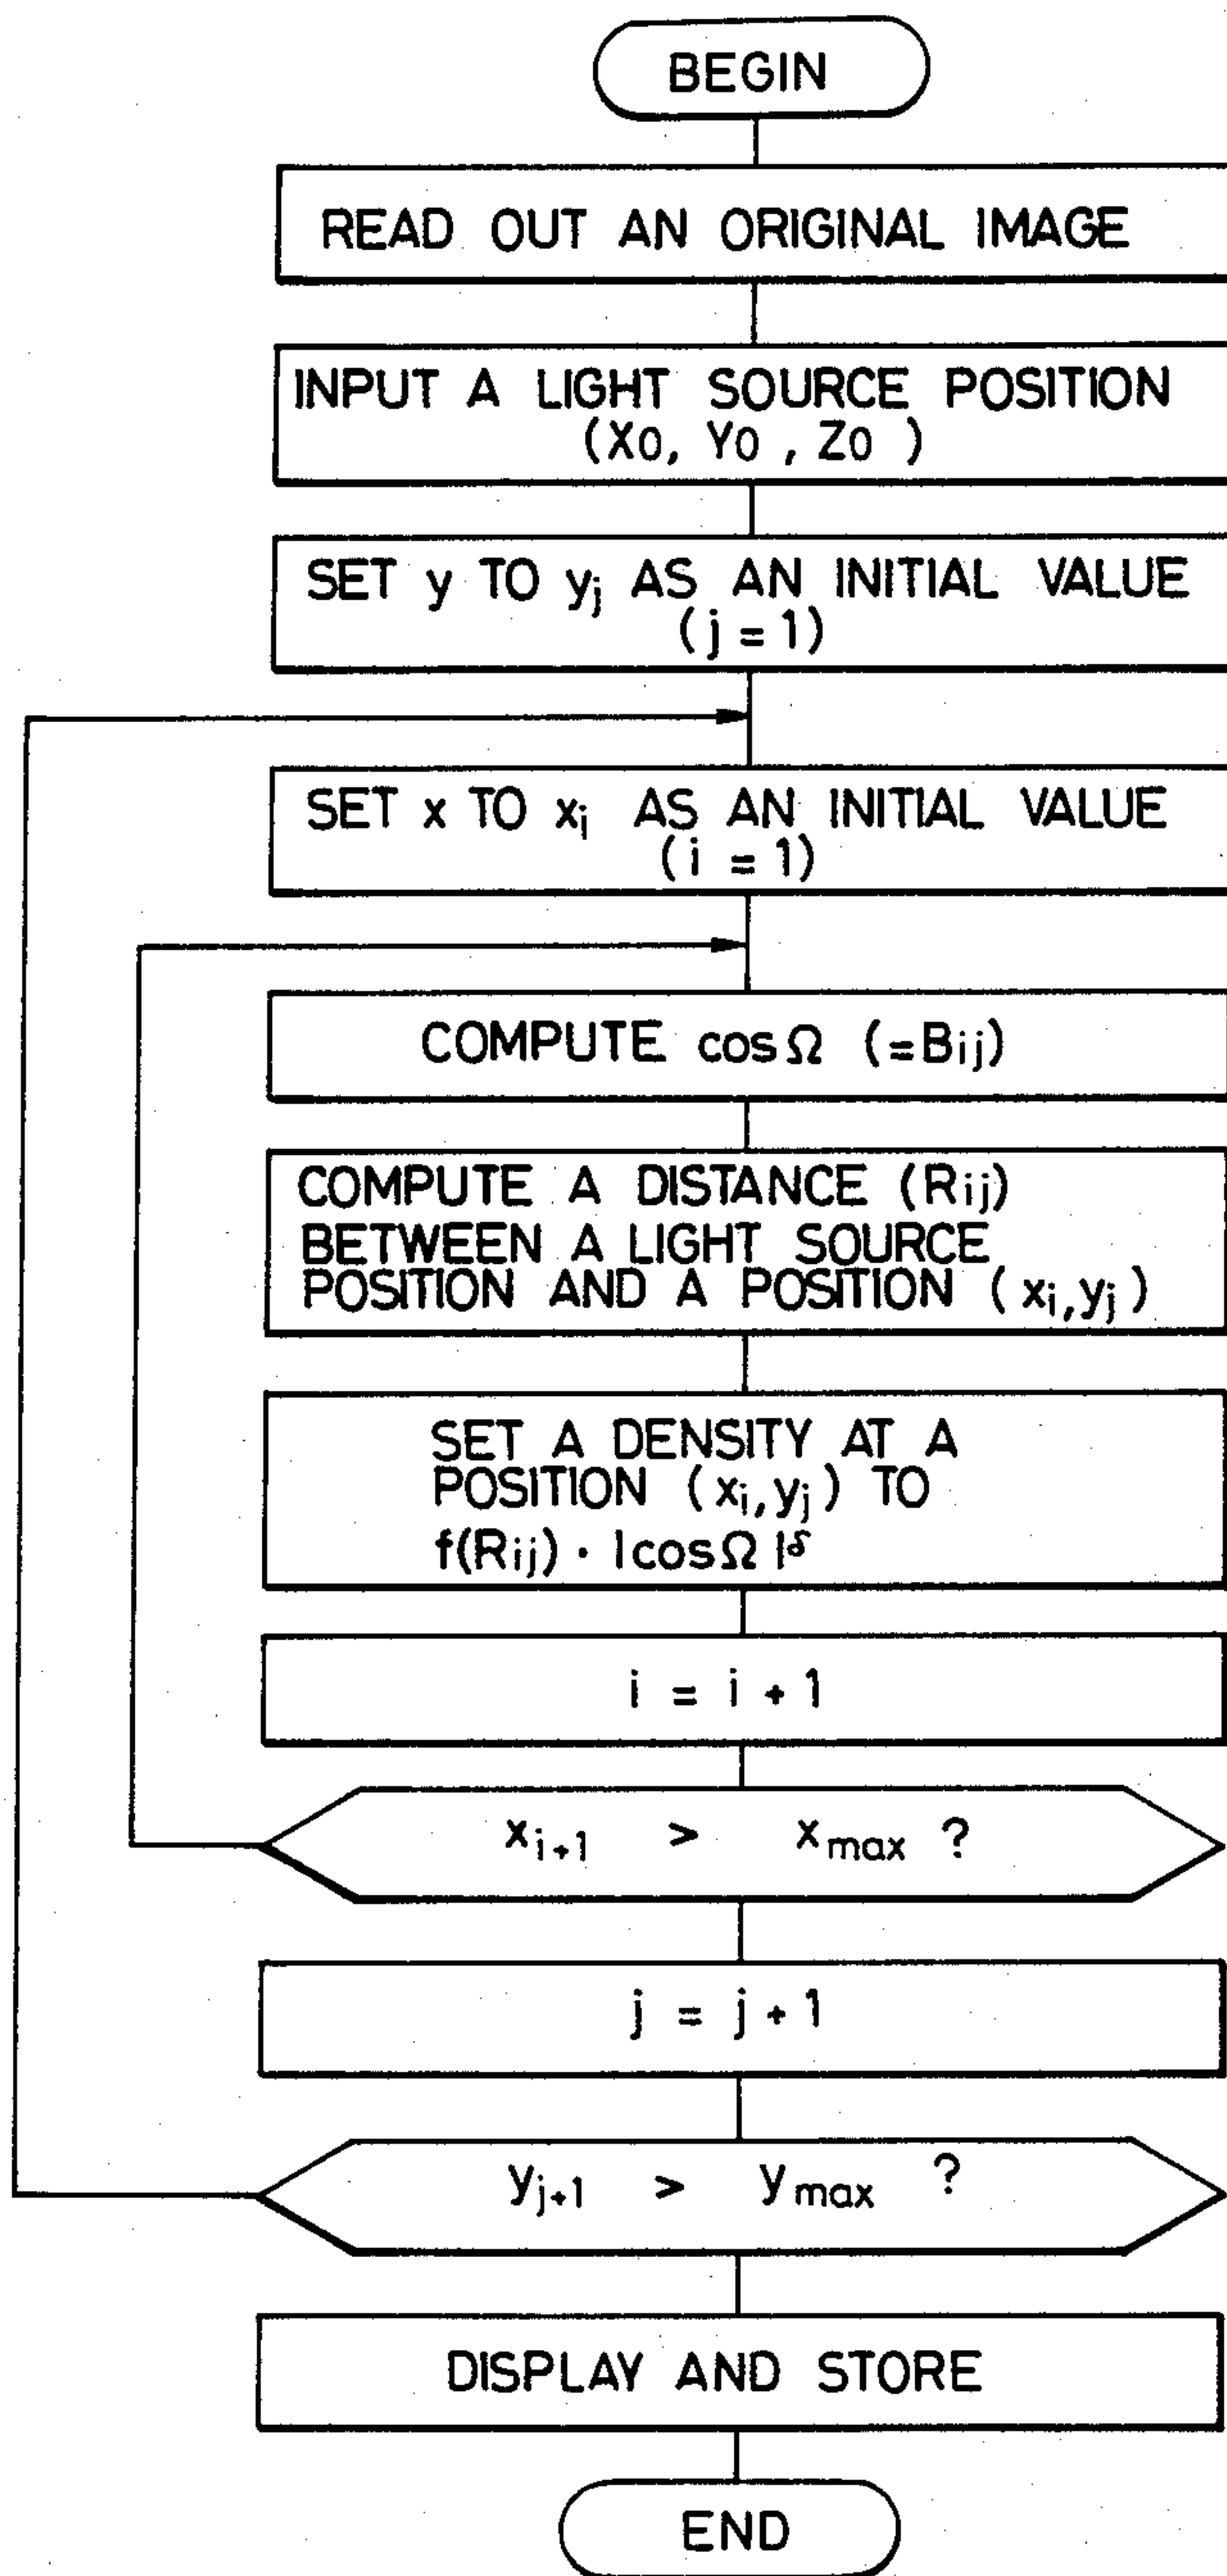 BEGIN
READ OUT AN ORIGINAL IMAGE
INPUT A LIGHT SOURCE POSITION
(X0, Y0, Z0)
SET y TO yj AS AN INITIAL VALUE
(j = 1)
SET x TO xi AS AN INITIAL VALUE
(i = 1)
COMPUTE cosΩ (=Bij)
COMPUTE A DISTANCE (Rij)
BETWEEN A LIGHT SOURCE
POSITION AND A POSITION (xi, yj)
SET A DENSITY AT A
POSITION (xi, yj) TO
f(Rij) · |cosΩ|^δ
i = i + 1
xi+1 > xmax ?
j = j + 1
yj+1 > ymax ?
DISPLAY AND STORE
END